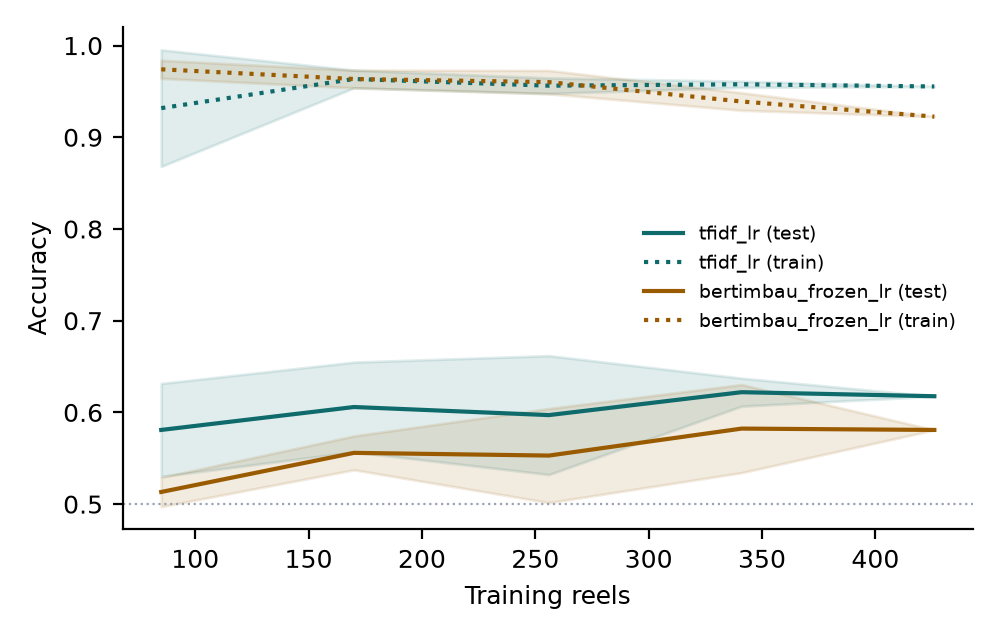 1.0
0.9
0.8
0.7
0.6
0.5
Accuracy
tfidf_lr (test)
tfidf_lr (train)
bertimbau_frozen_lr (test)
bertimbau_frozen_lr (train)
100 150 200 250 300 350 400
Training reels